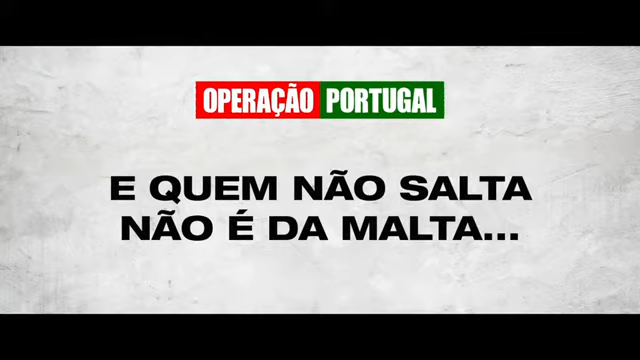 OPERAÇÃO PORTUGAL
E QUEM NÃO SALTA
NÃO É DA MALTA...